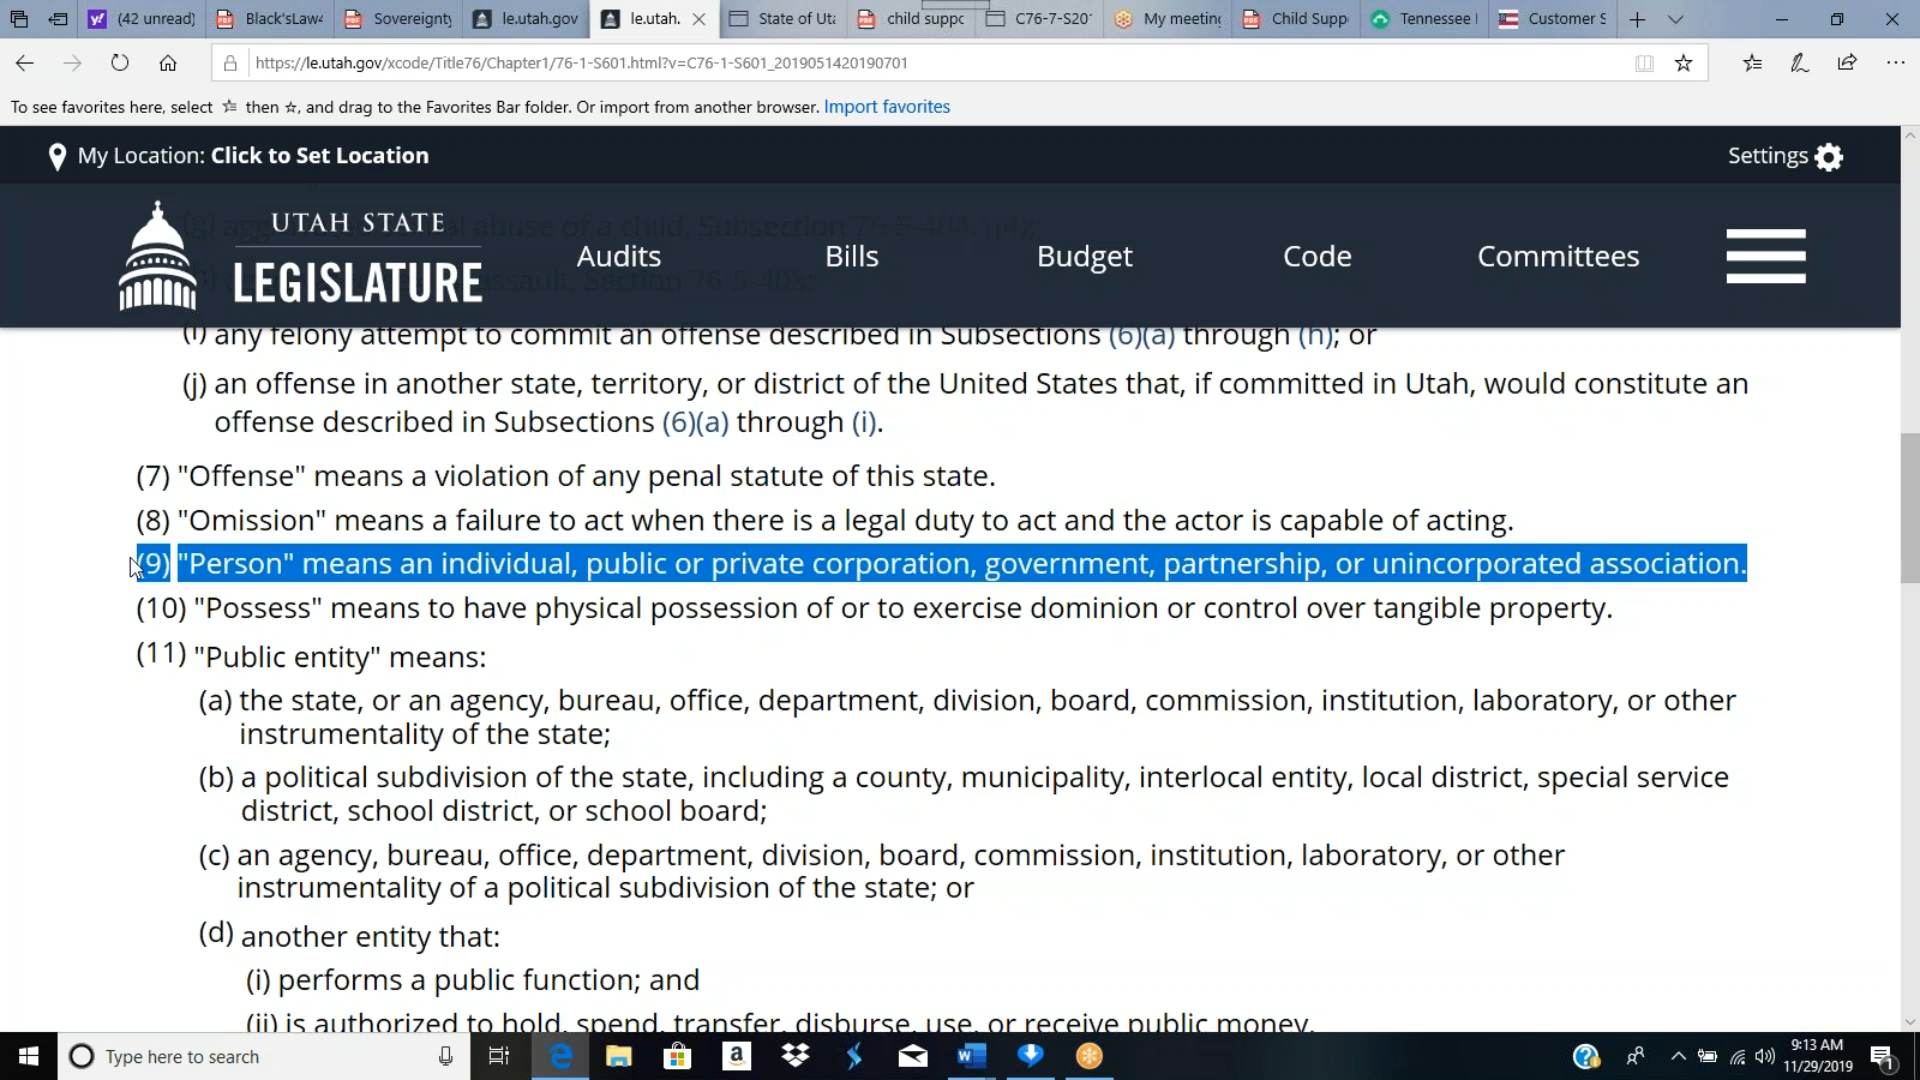 (42 unread)
Black'sLaw4
Sovereignty
le.utah.gov
le.utah.
State of Uta
child suppo
C76-7-S201
My meeting
Child Supp
Tennessee
Customer S
https://le.utah.gov/xcode/Title76/Chapter1/76-1-S601.html?v=C76-1-S601_2019051420190701
To see favorites here, select then ☆, and drag to the Favorites Bar folder. Or import from another browser. Import favorites
My Location: Click to Set Location
Settings
UTAH STATE
LEGISLATURE
Audits
Bills
Budget
Code
Committees
(i) any felony attempt to commit an offense described in Subsections (6)(a) through (h); or
(j) an offense in another state, territory, or district of the United States that, if committed in Utah, would constitute an
offense described in Subsections (6)(a) through (i).
(7) "Offense" means a violation of any penal statute of this state.
(8) "Omission" means a failure to act when there is a legal duty to act and the actor is capable of acting.
(9) "Person" means an individual, public or private corporation, government, partnership, or unincorporated association.
(10) "Possess" means to have physical possession of or to exercise dominion or control over tangible property.
(11) "Public entity" means:
(a) the state, or an agency, bureau, office, department, division, board, commission, institution, laboratory, or other
instrumentality of the state;
(b) a political subdivision of the state, including a county, municipality, interlocal entity, local district, special service
district, school district, or school board;
(c) an agency, bureau, office, department, division, board, commission, institution, laboratory, or other
instrumentality of a political subdivision of the state; or
(d) another entity that:
(i) performs a public function; and
(ii) is authorized to hold, spend, transfer, disburse, use, or receive public money.
Type here to search
9:13 AM
11/29/2019